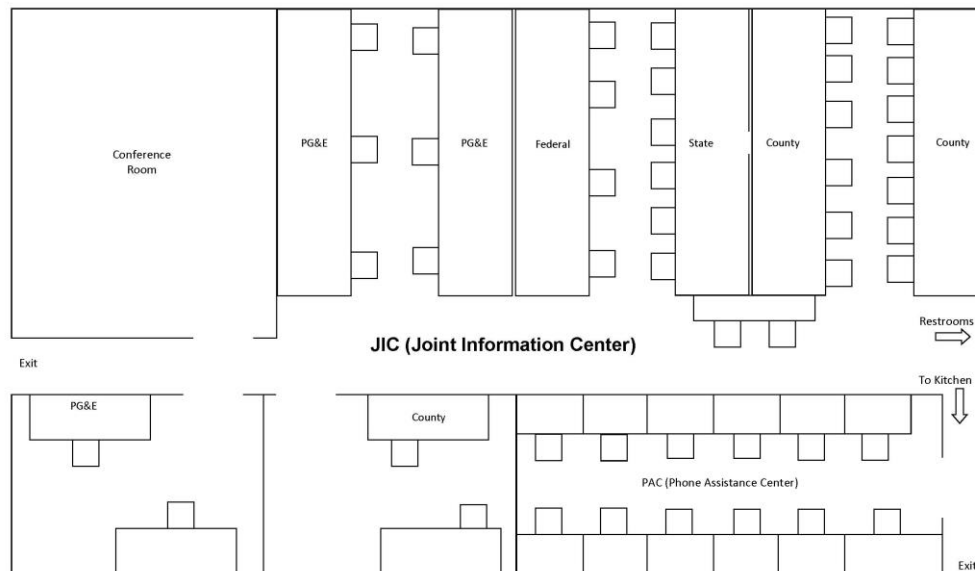 Conference
Room
PG&E
PG&E
Federal
State
County
County
Restrooms
JIC (Joint Information Center)
Exit
To Kitchen
PG&E
County
PAC (Phone Assistance Center)
Exit